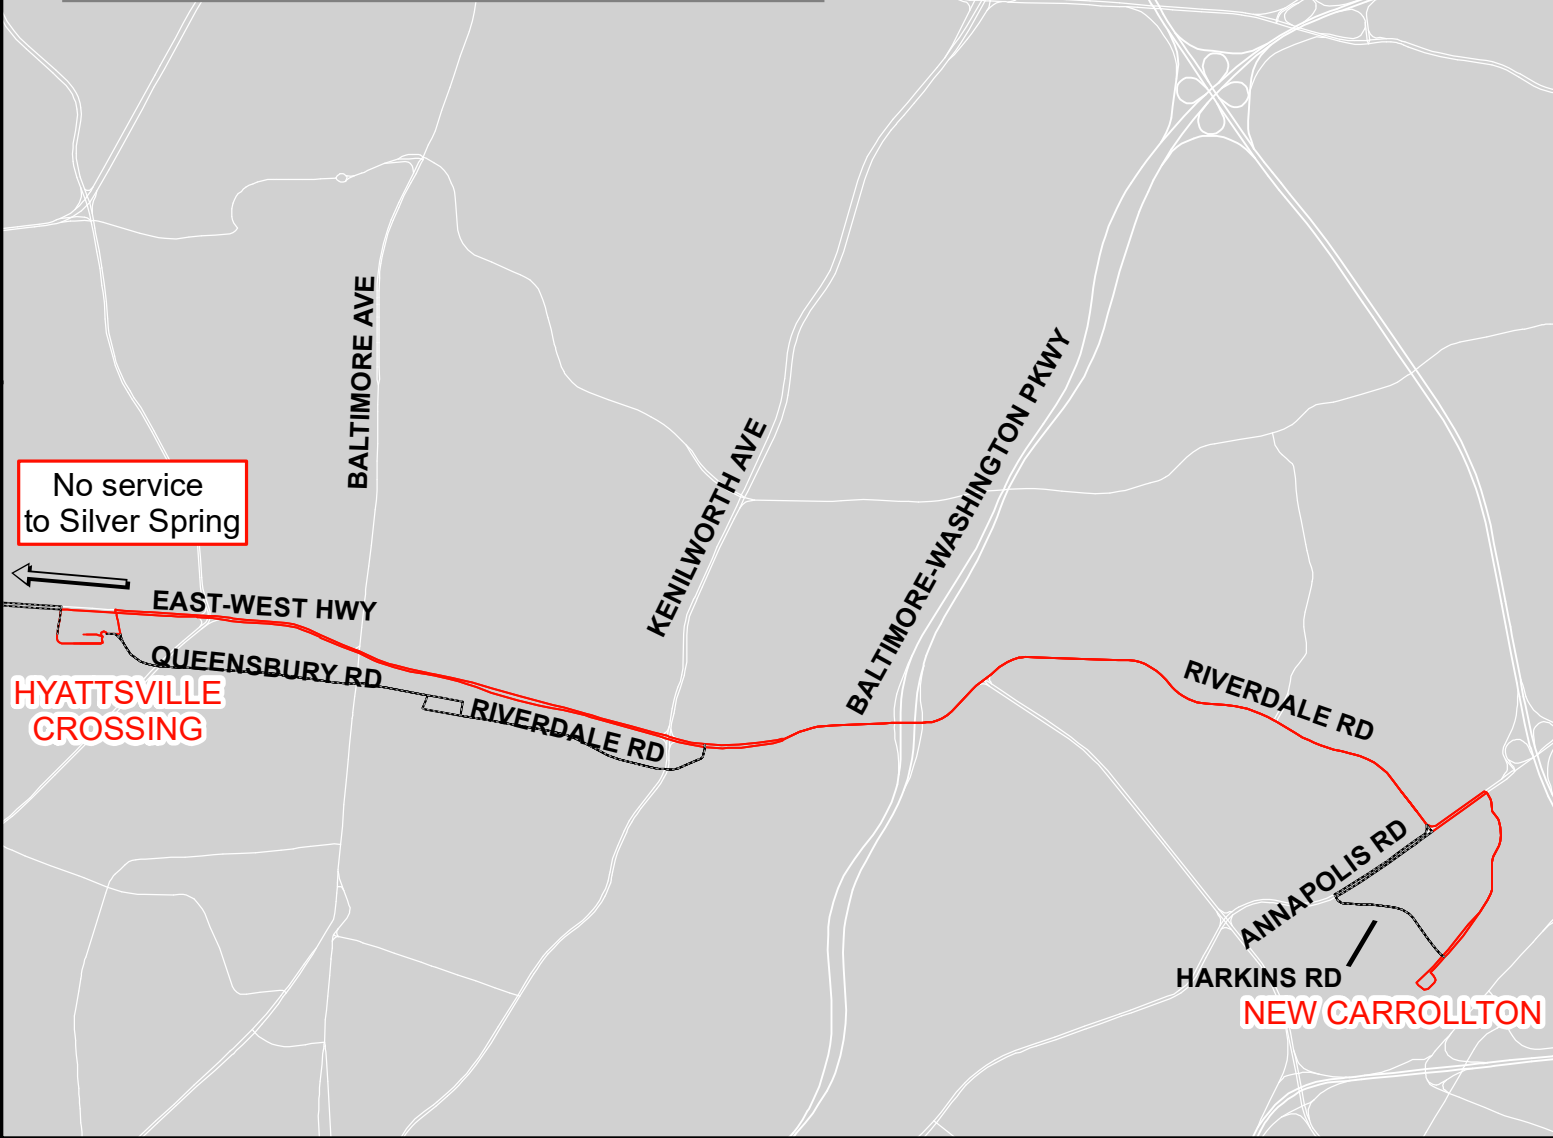 BALTIMORE AVE
BALTIMORE-WASHINGTON PKWY
KENILWORTH AVE
No service
to Silver Spring
EAST-WEST HWY
QUEENSBURY RD
HYATTSVILLE
CROSSING
RIVERDALE RD
RIVERDALE RD
ANNAPOLIS RD
HARKINS RD
NEW CARROLLTON